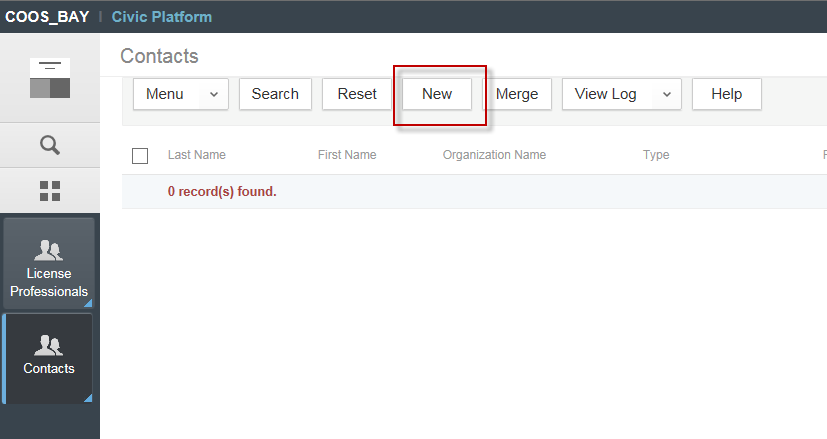 COOS_BAY | Civic Platform
Contacts
Menu Search Reset New Merge View Log Help
Last Name First Name Organization Name Type
0 record(s) found.
License
Professionals
Contacts